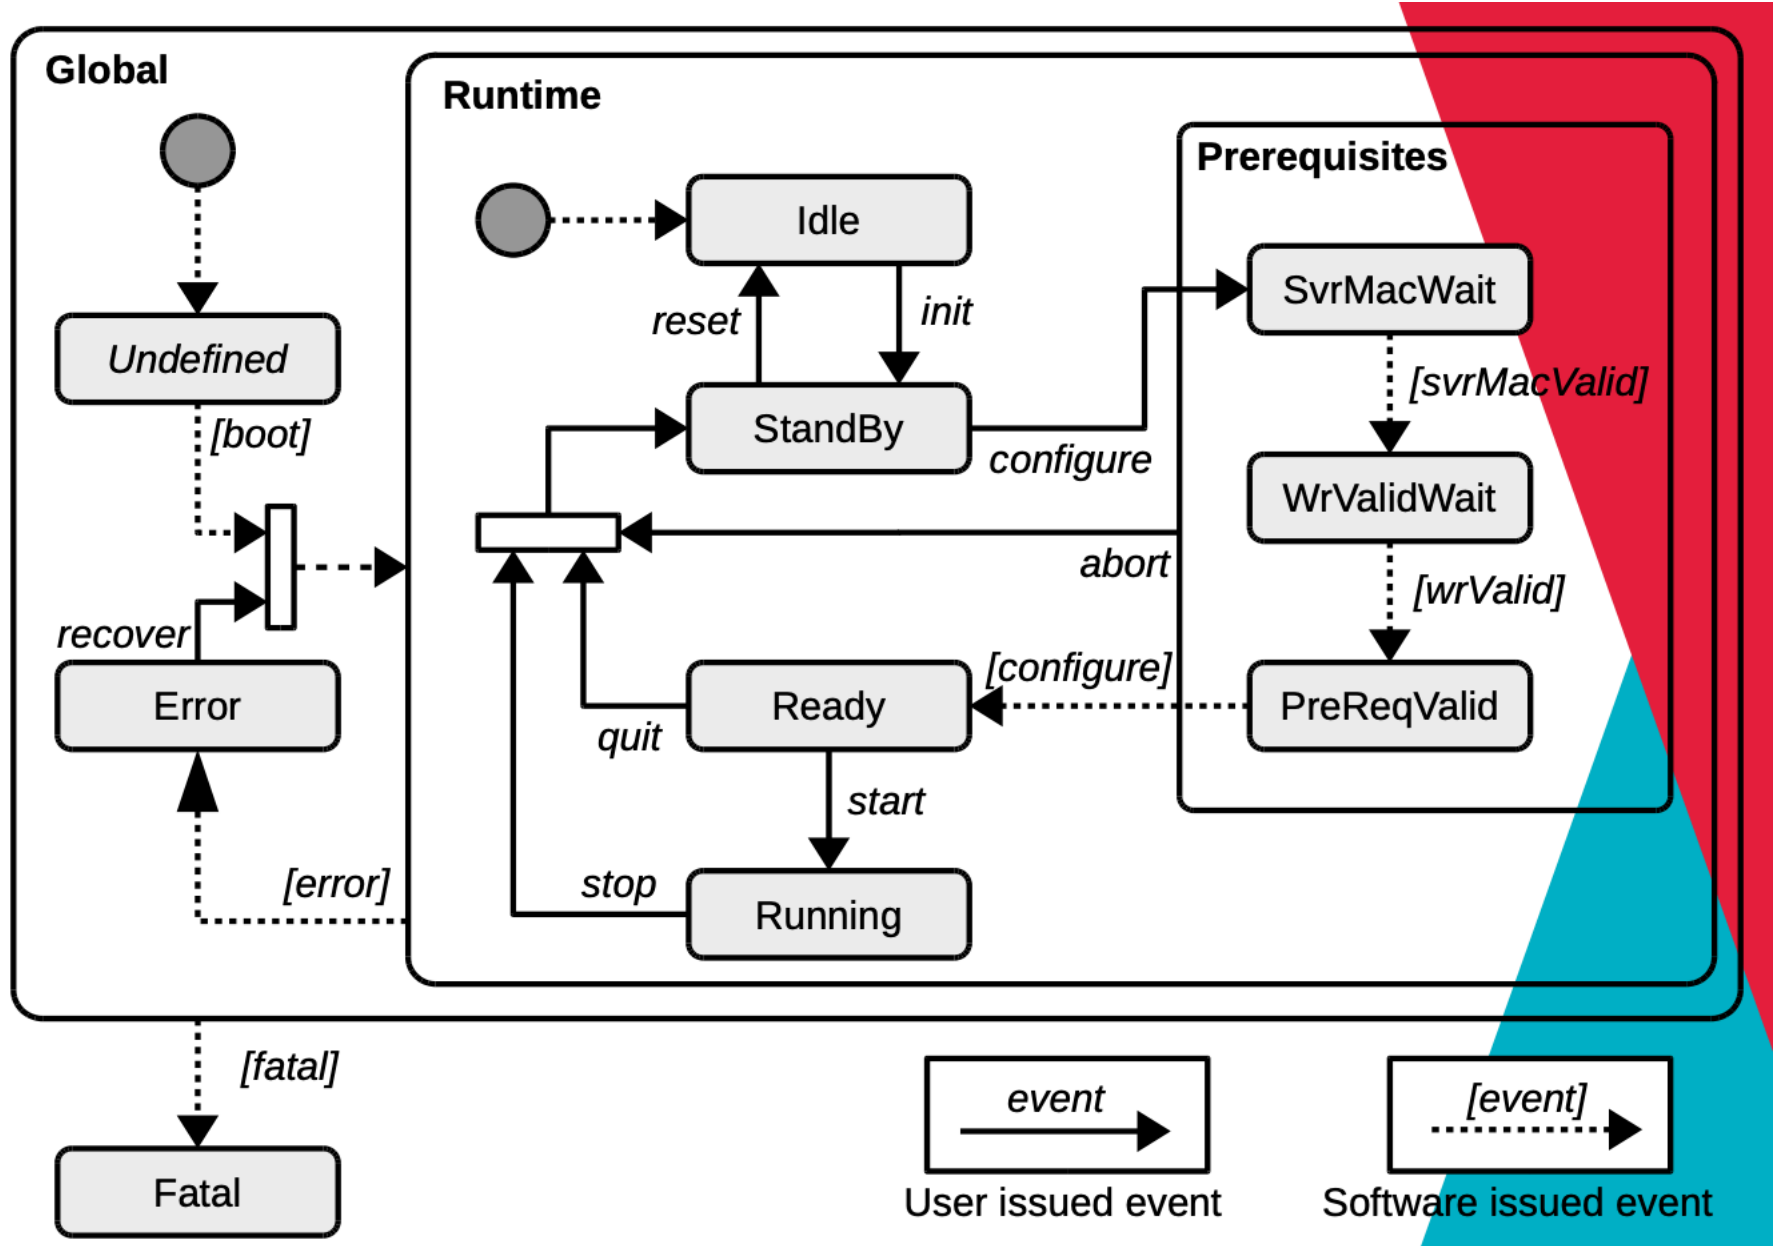 Global
Runtime
Prerequisites
Idle
SvrMacWait
reset
init
Undefined
[svrMacValid]
[boot]
StandBy
configure
WrValidWait
abort
[wrValid]
recover
[configure]
Error
Ready
PreReqValid
quit
start
[error]
stop
Running
[fatal]
event
[event]
Fatal
User issued event
Software issued event